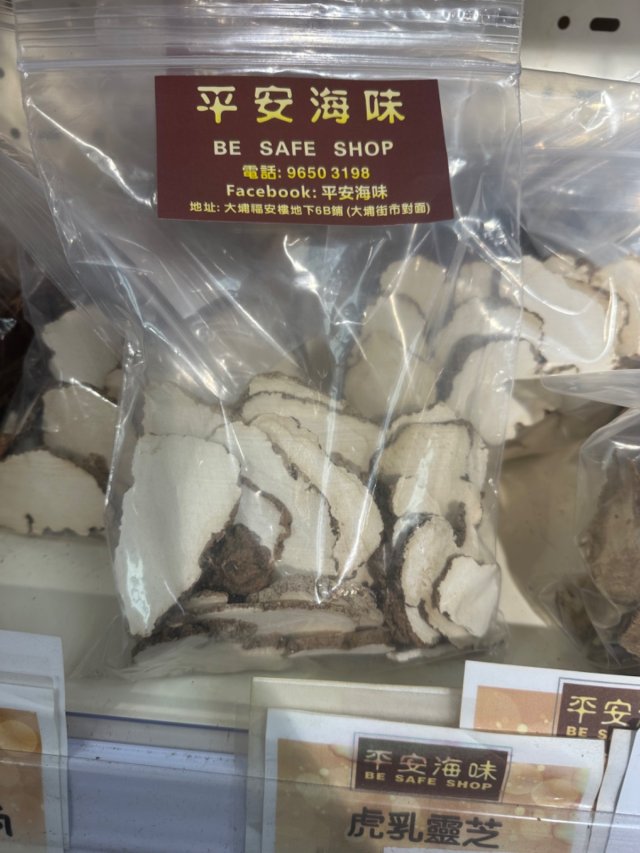 平安海味
BE SAFE SHOP
電話: 9650 3198
Facebook: 平安海味
地址: 大埔福安樓地下6B鋪 (大埔街市對面)
平安海味
BE SAFE SHOP
虎乳靈芝
平安
BE SAFE